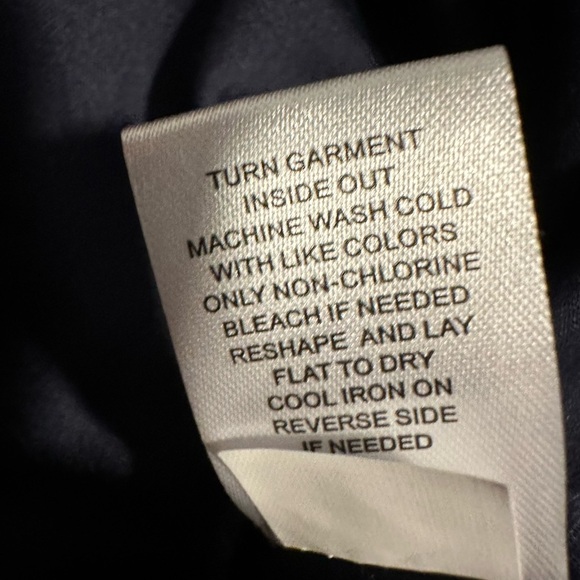 TURN GARMENT
INSIDE OUT
MACHINE WASH COLD
WITH LIKE COLORS
ONLY NON-CHLORINE
BLEACH IF NEEDED
RESHAPE AND LAY
FLAT TO DRY
COOL IRON ON
REVERSE SIDE
IF NEEDED